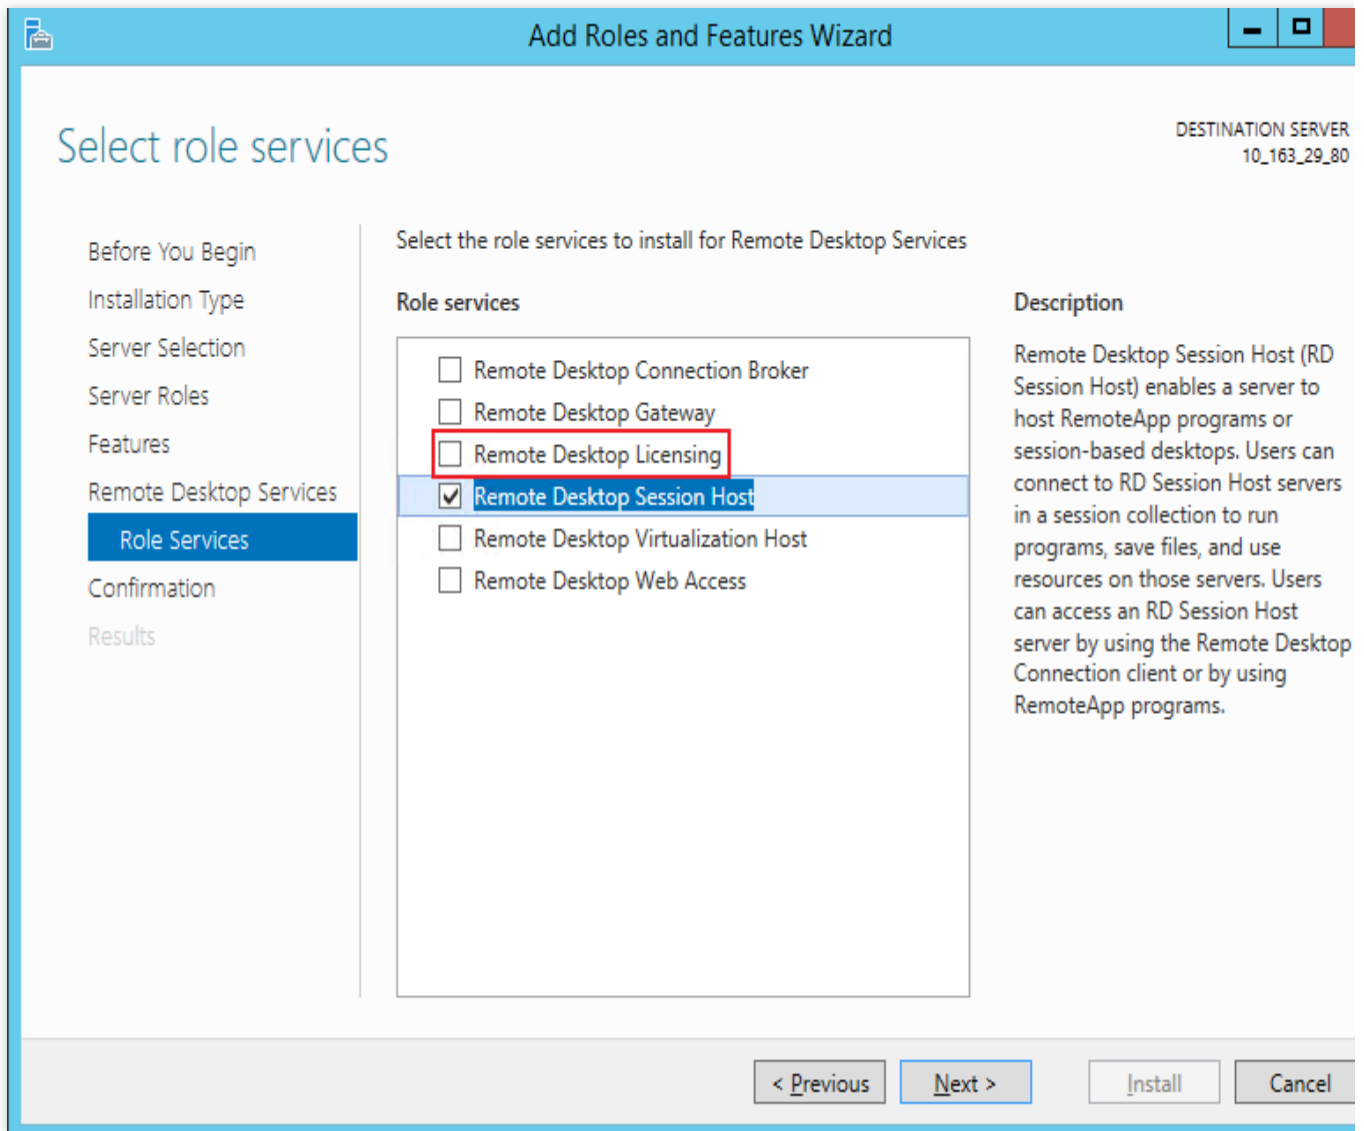 Add Roles and Features Wizard
Select role services
DESTINATION SERVER
10_163_29_80
Before You Begin
Installation Type
Server Selection
Server Roles
Features
Remote Desktop Services
Role Services
Confirmation
Results
Select the role services to install for Remote Desktop Services
Role services
Remote Desktop Connection Broker
Remote Desktop Gateway
Remote Desktop Licensing
Remote Desktop Session Host
Remote Desktop Virtualization Host
Remote Desktop Web Access
Description
Remote Desktop Session Host (RD
Session Host) enables a server to
host RemoteApp programs or
session-based desktops. Users can
connect to RD Session Host servers
in a session collection to run
programs, save files, and use
resources on those servers. Users
can access an RD Session Host
server by using the Remote Desktop
Connection client or by using
RemoteApp programs.
< Previous
Next >
Install
Cancel